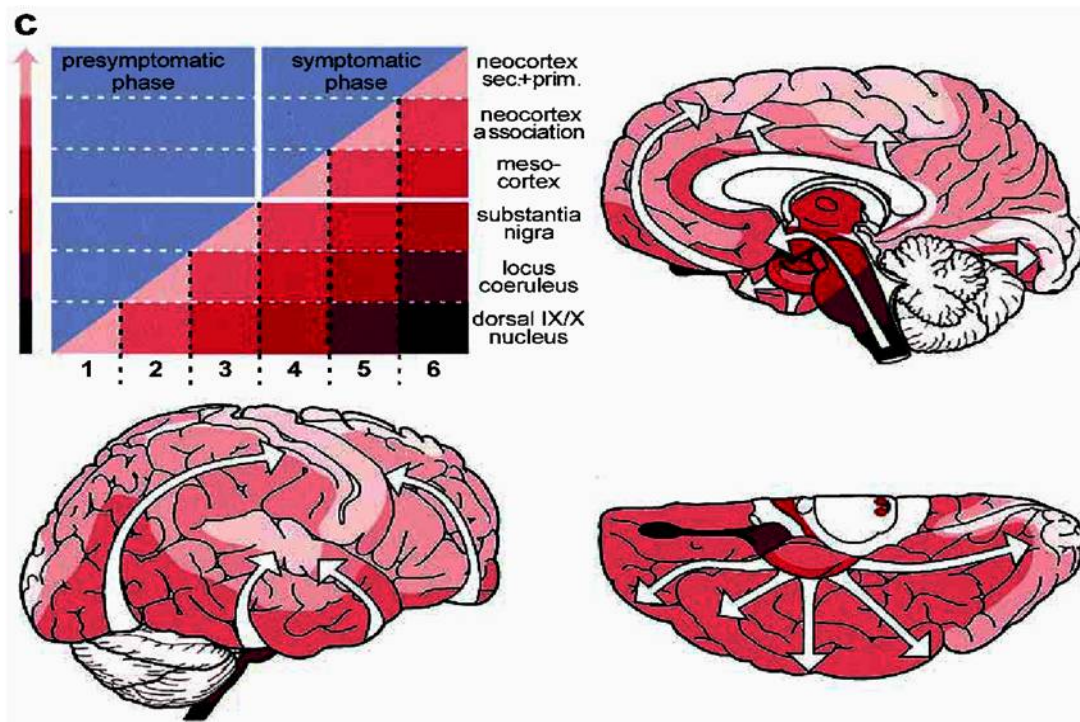 C
presymptomatic
phase
symptomatic
phase
neocortex
sec.+prim.
neocortex
association
meso-
cortex
substantia
nigra
locus
coeruleus
dorsal IX/X
nucleus
1 2 3 4 5 6